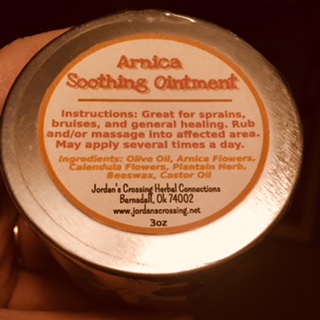 Arnica
Soothing Ointment
Instructions: Great for sprains,
bruises, and general healing. Rub
and/or massage into affected area.
May apply several times a day.
Ingredients: Olive Oil, Arnica Flowers,
Calendula Flowers, Plantain Herb,
Beeswax, Castor Oil
Jordan's Crossing Herbal Connections
Barnsdall, Ok 74002
www.jordanscrossing.net
3oz